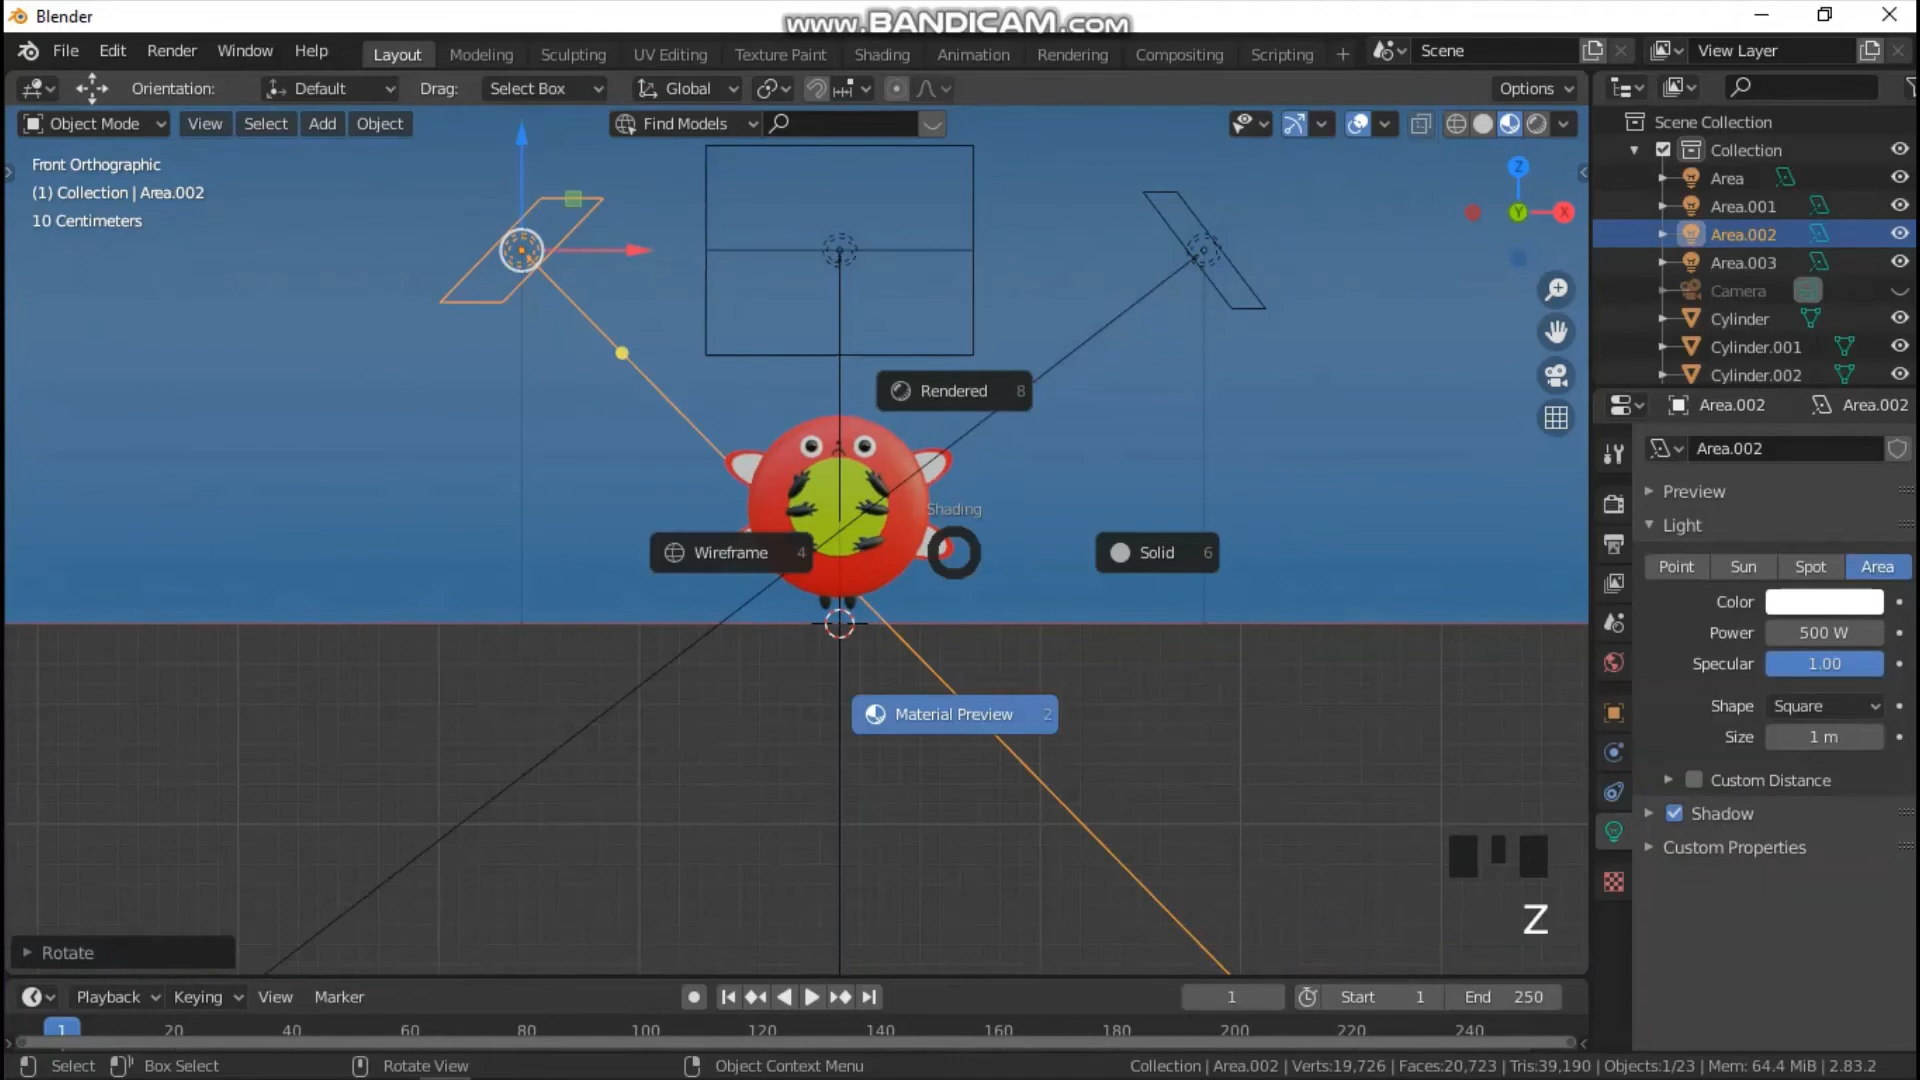 Blender
www.BANDICAM.com
File Edit Render Window Help
Layout Modeling Sculpting UV Editing Texture Paint Shading Animation Rendering Compositing Scripting +
Scene
View Layer
Orientation: Default Drag: Select Box Global Options
Object Mode View Select Add Object Find Models
Front Orthographic
(1) Collection | Area.002
10 Centimeters
Z
Y
X
Rendered 8
Shading
Wireframe 4
Solid 6
Material Preview 2
Z
Rotate
Scene Collection
Collection
Area
Area.001
Area.002
Area.003
Camera
Cylinder
Cylinder.001
Cylinder.002
Area.002 Area.002
Area.002
Preview
Light
Point Sun Spot Area
Color
Power 500 W
Specular 1.00
Shape Square
Size 1 m
Custom Distance
Shadow
Custom Properties
Playback Keying View Marker
1 Start 1 End 250
1 20 40 60 80 100 120 140 160 180 200 220 240
Select Box Select Rotate View Object Context Menu
Collection | Area.002 | Verts:19,726 | Faces:20,723 | Tris:39,190 | Objects:1/23 | Mem: 64.4 MiB | 2.83.2